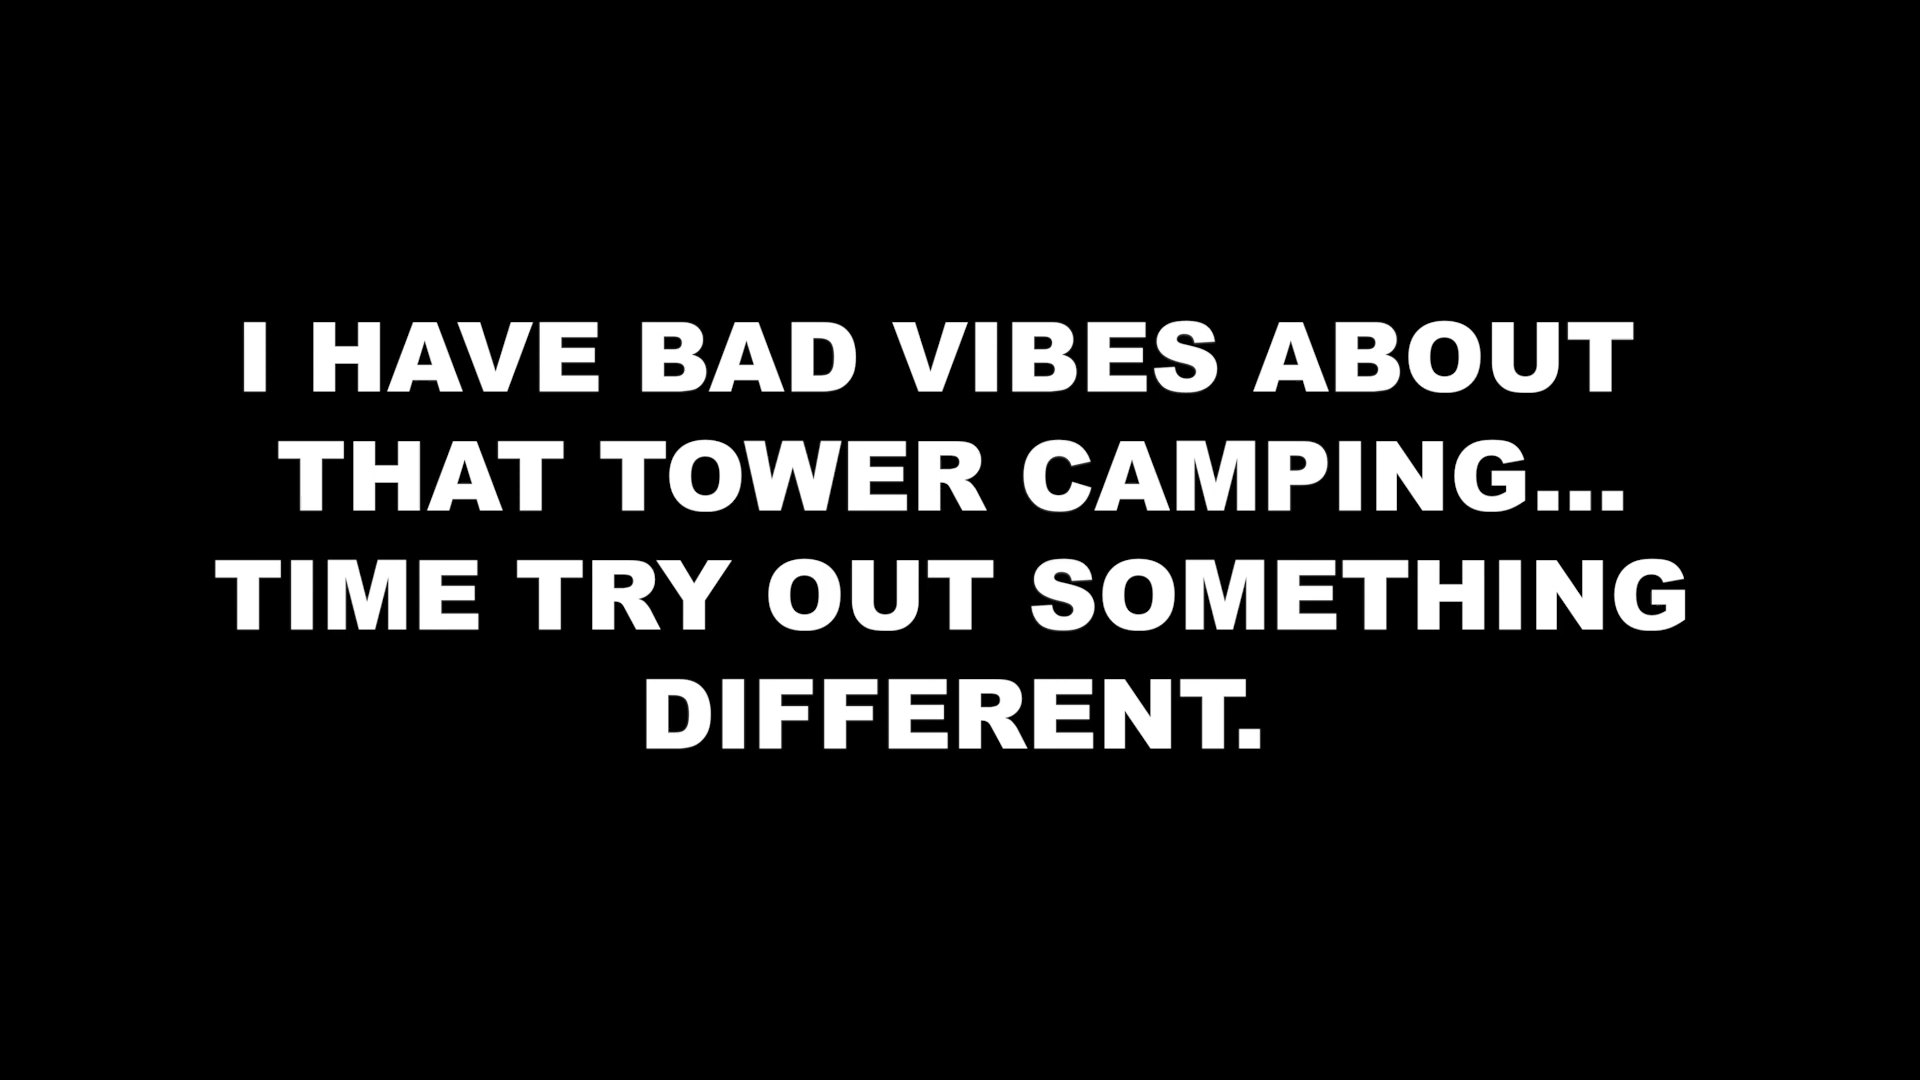 I HAVE BAD VIBES ABOUT
THAT TOWER CAMPING...
TIME TRY OUT SOMETHING
DIFFERENT.